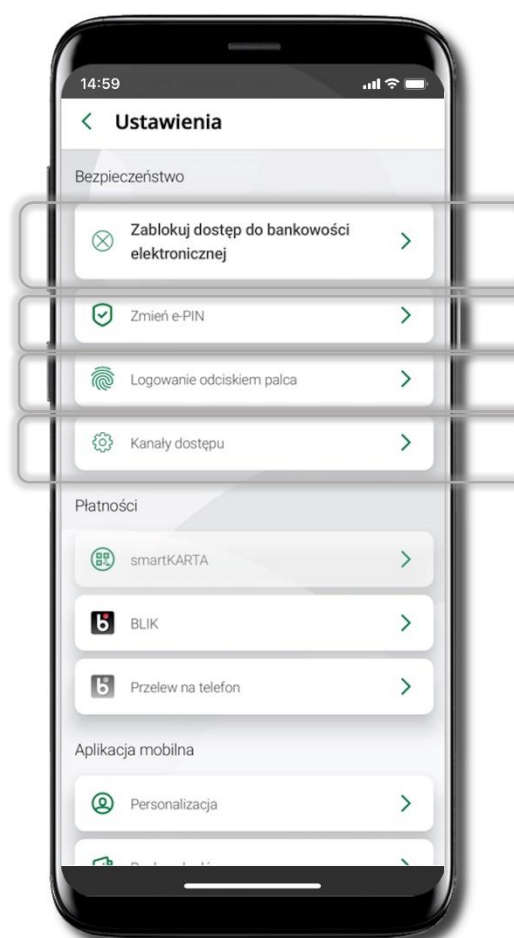 14:59
Ustawienia
Bezpieczeństwo
Zablokuj dostęp do bankowości
elektronicznej
Zmień e-PIN
Logowanie odciskiem palca
Kanały dostępu
Płatności
smartKARTA
BLIK
Przelew na telefon
Aplikacja mobilna
Personalizacja